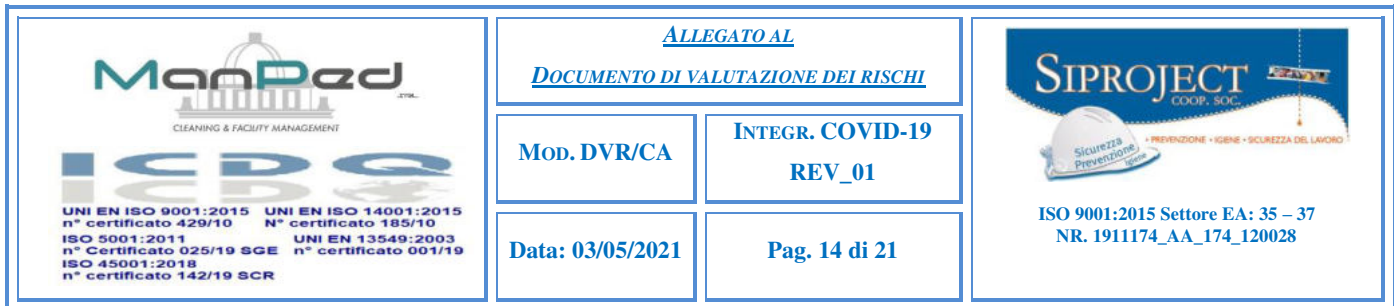 ManPed
s.r.l.
CLEANING & FACILITY MANAGEMENT
ICDQ
UNI EN ISO 9001:2015 UNI EN ISO 14001:2015
n° certificato 429/10 N° certificato 185/10
ISO 5001:2011 UNI EN 13549:2003
n° Certificato 025/19 SGE n° certificato 001/19
ISO 45001:2018
n° certificato 142/19 SCR
ALLEGATO AL
DOCUMENTO DI VALUTAZIONE DEI RISCHI
MOD. DVR/CA
INTEGR. COVID-19
REV_01
Data: 03/05/2021
Pag. 14 di 21
SIPROJECT
COOP. SOC.
• PREVENZIONE • IGIENE • SICUREZZA DEL LAVORO
Sicurezza
Prevenzione
Igiene
ISO 9001:2015 Settore EA: 35 – 37
NR. 1911174_AA_174_120028